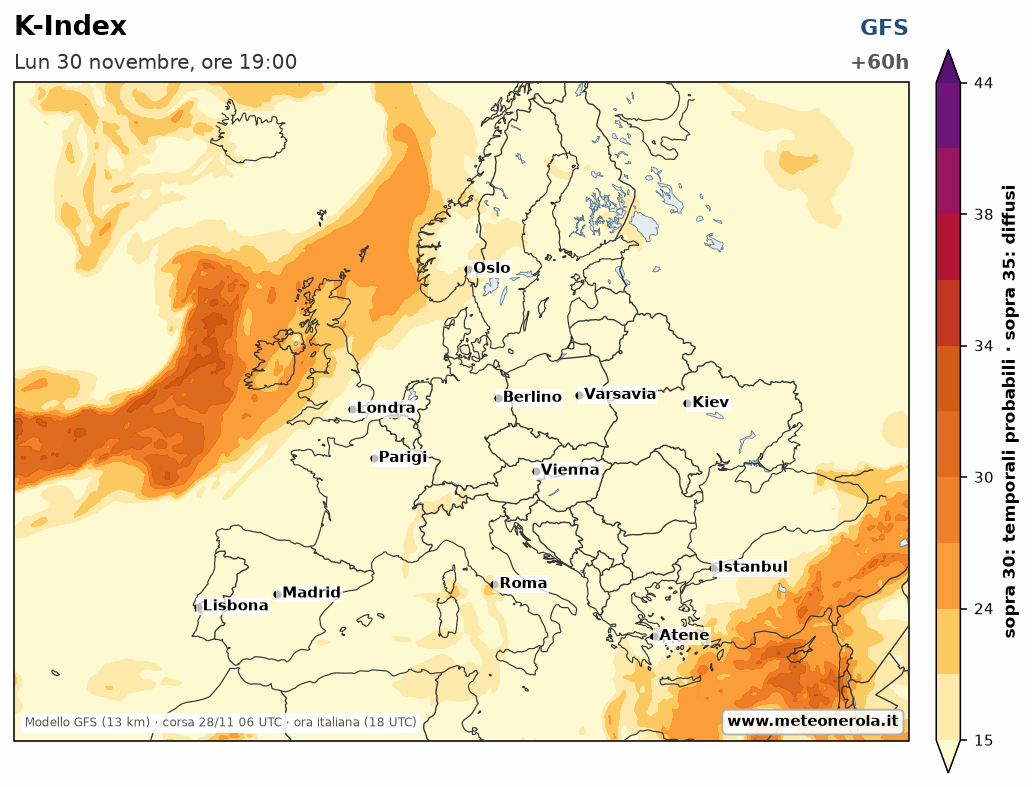 K-Index
GFS
Lun 30 novembre, ore 19:00
+60h
44
38
34
30
24
15
sopra 30: temporali probabili · sopra 35: diffusi
Oslo
Berlino
Varsavia
Kiev
Londra
Parigi
Vienna
Istanbul
Roma
Madrid
Lisbona
Atene
Modello GFS (13 km) · corsa 28/11 06 UTC · ora italiana (18 UTC)
www.meteonerola.it